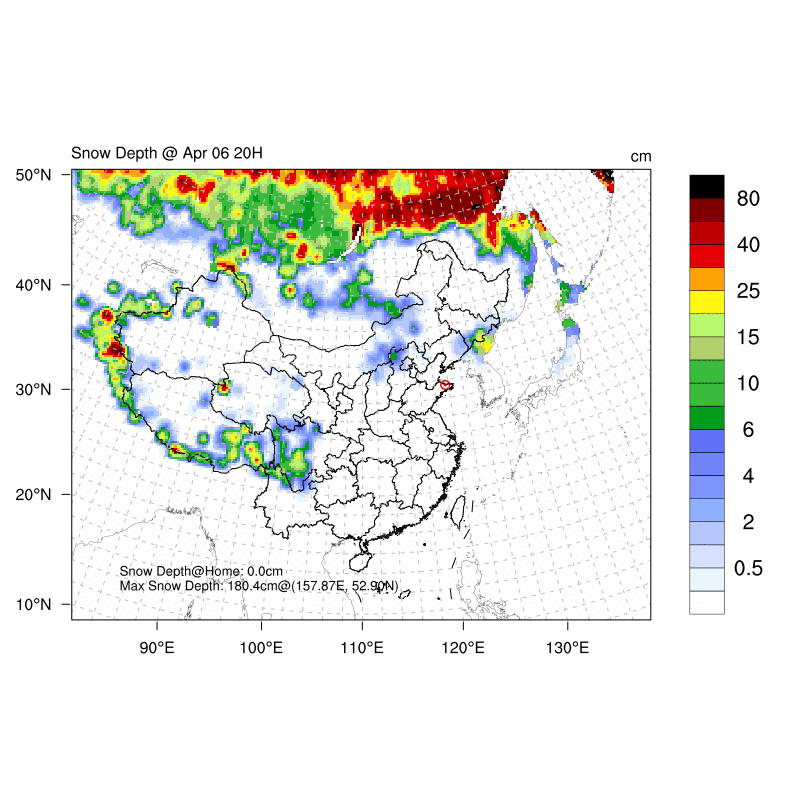 Snow Depth @ Apr 06 20H
cm
50°N
40°N
30°N
20°N
10°N
90°E 100°E 110°E 120°E 130°E
Snow Depth@Home: 0.0cm
Max Snow Depth: 180.4cm@(157.87E, 52.90N)
80
40
25
15
10
6
4
2
0.5